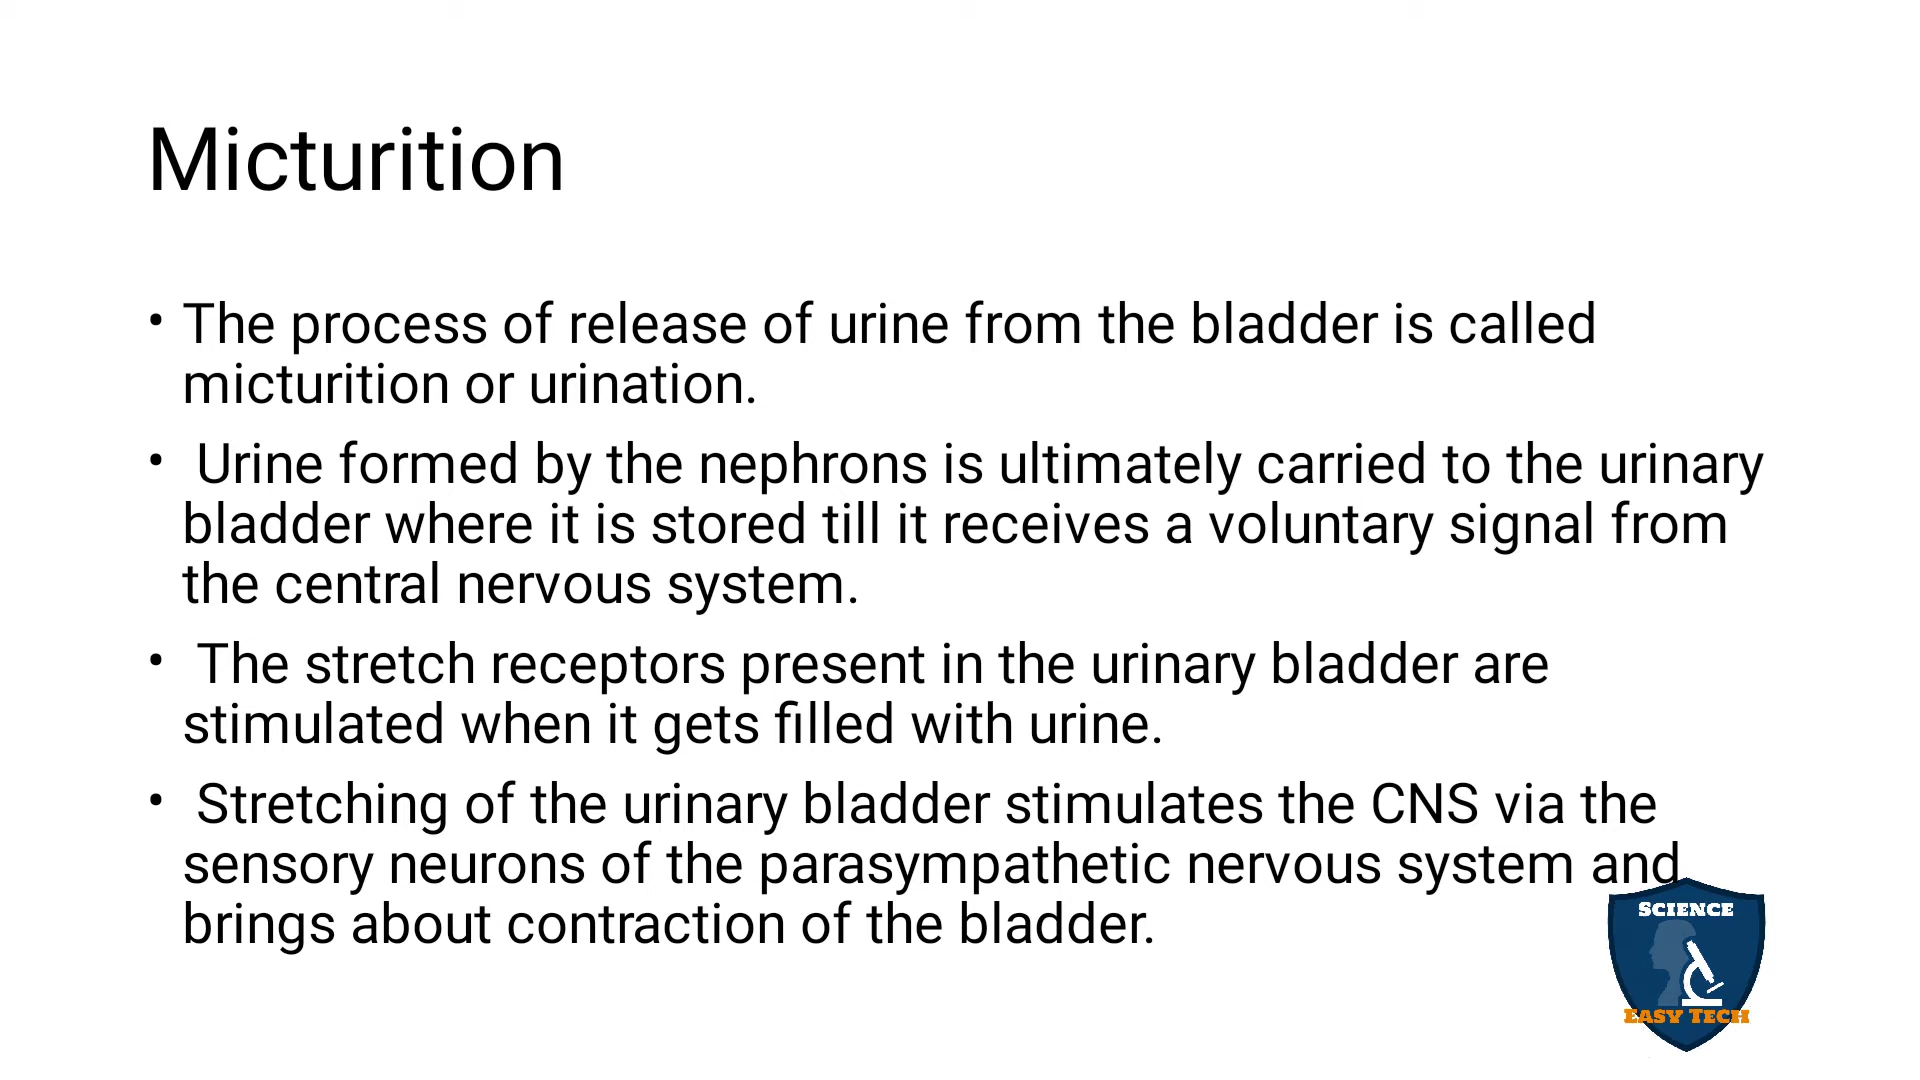 Micturition
• The process of release of urine from the bladder is called
micturition or urination.
• Urine formed by the nephrons is ultimately carried to the urinary
bladder where it is stored till it receives a voluntary signal from
the central nervous system.
• The stretch receptors present in the urinary bladder are
stimulated when it gets filled with urine.
• Stretching of the urinary bladder stimulates the CNS via the
sensory neurons of the parasympathetic nervous system and
brings about contraction of the bladder.
SCIENCE
EASY TECH